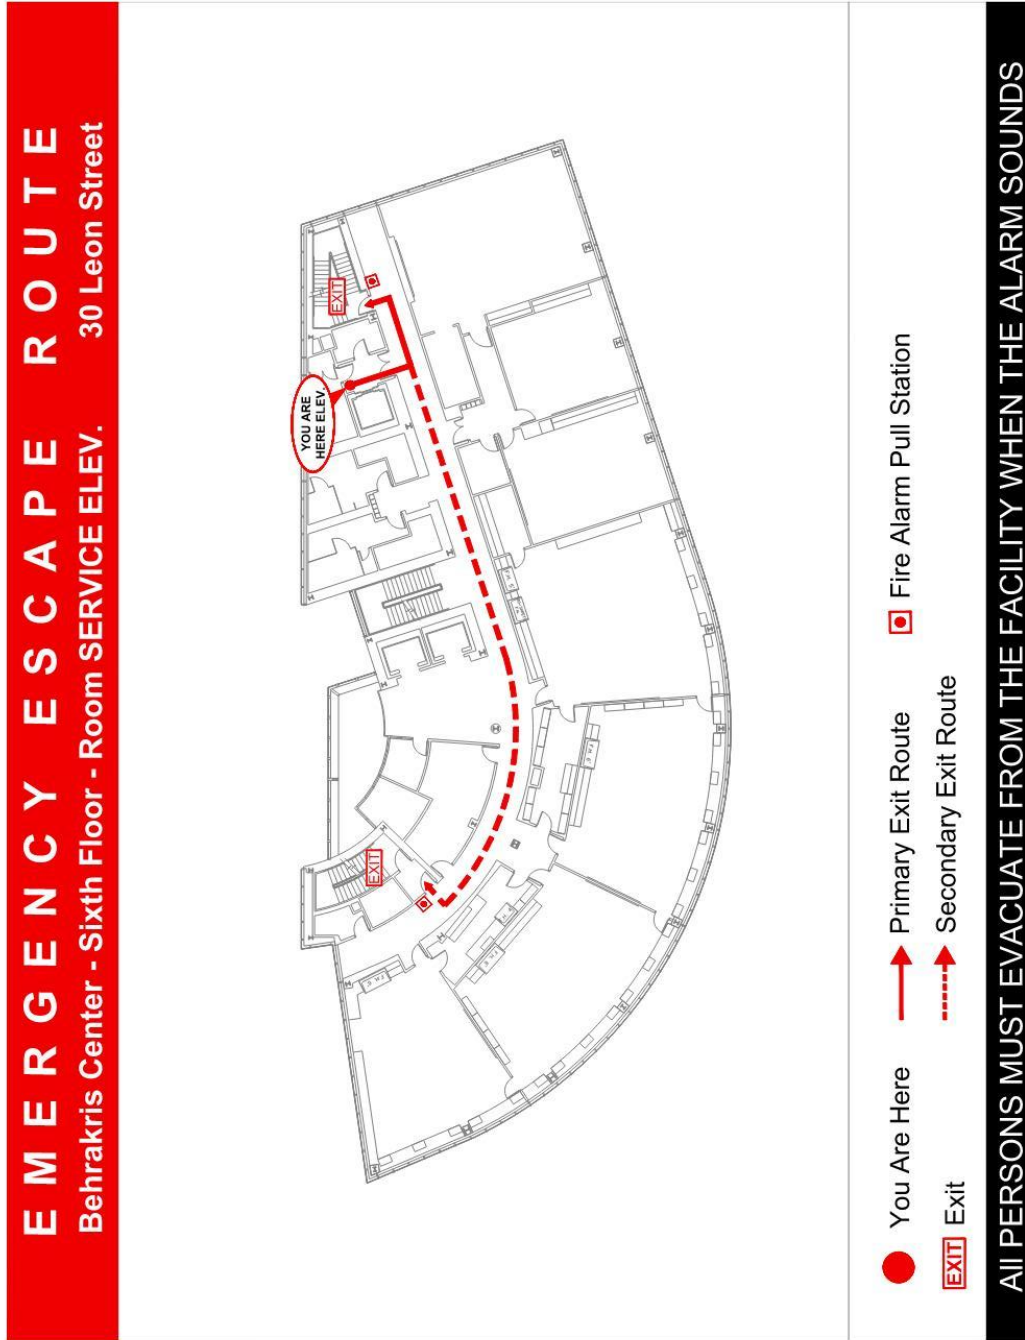 EMERGENCY ESCAPE ROUTE
Behrakris Center - Sixth Floor - Room SERVICE ELEV. 30 Leon Street
EXIT
YOU ARE
HERE ELEV.
EXIT
You Are Here
Primary Exit Route
Fire Alarm Pull Station
EXIT Exit
Secondary Exit Route
All PERSONS MUST EVACUATE FROM THE FACILITY WHEN THE ALARM SOUNDS